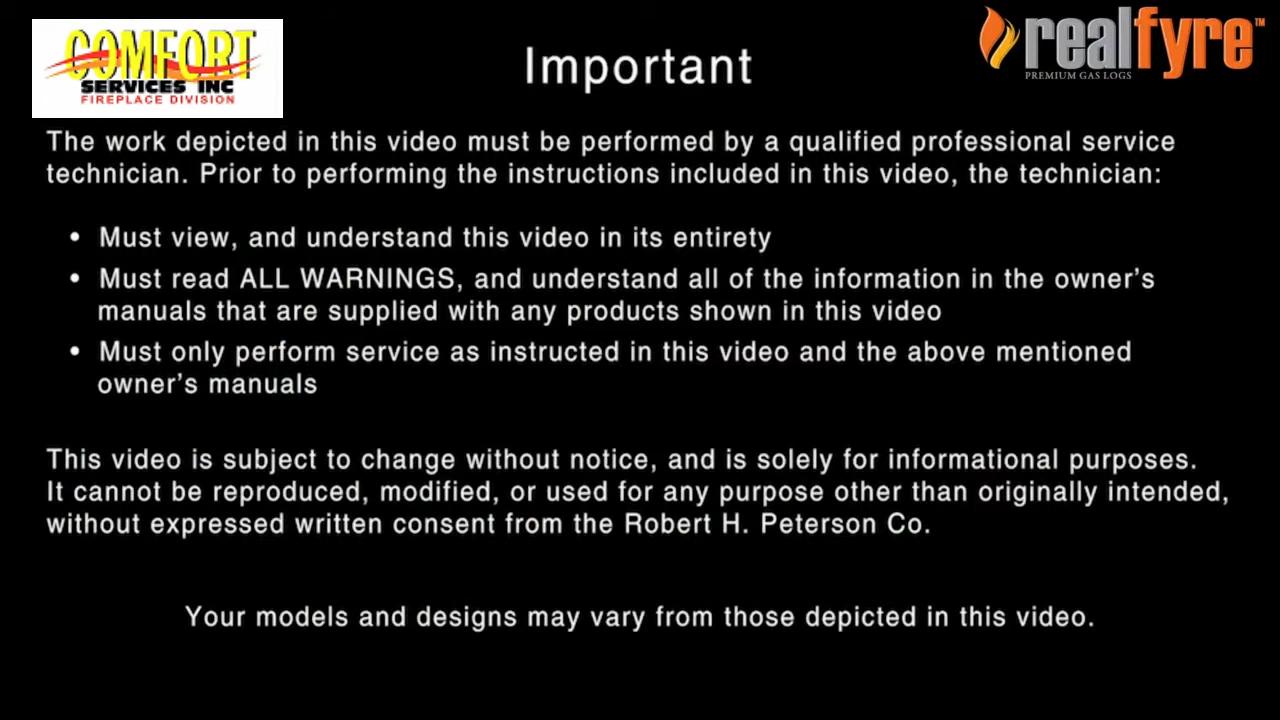 COMFORT
SERVICES INC
FIREPLACE DIVISION
Important
realfyre™
PREMIUM GAS LOGS
The work depicted in this video must be performed by a qualified professional service
technician. Prior to performing the instructions included in this video, the technician:
• Must view, and understand this video in its entirety
• Must read ALL WARNINGS, and understand all of the information in the owner's
manuals that are supplied with any products shown in this video
• Must only perform service as instructed in this video and the above mentioned
owner's manuals
This video is subject to change without notice, and is solely for informational purposes.
It cannot be reproduced, modified, or used for any purpose other than originally intended,
without expressed written consent from the Robert H. Peterson Co.
Your models and designs may vary from those depicted in this video.